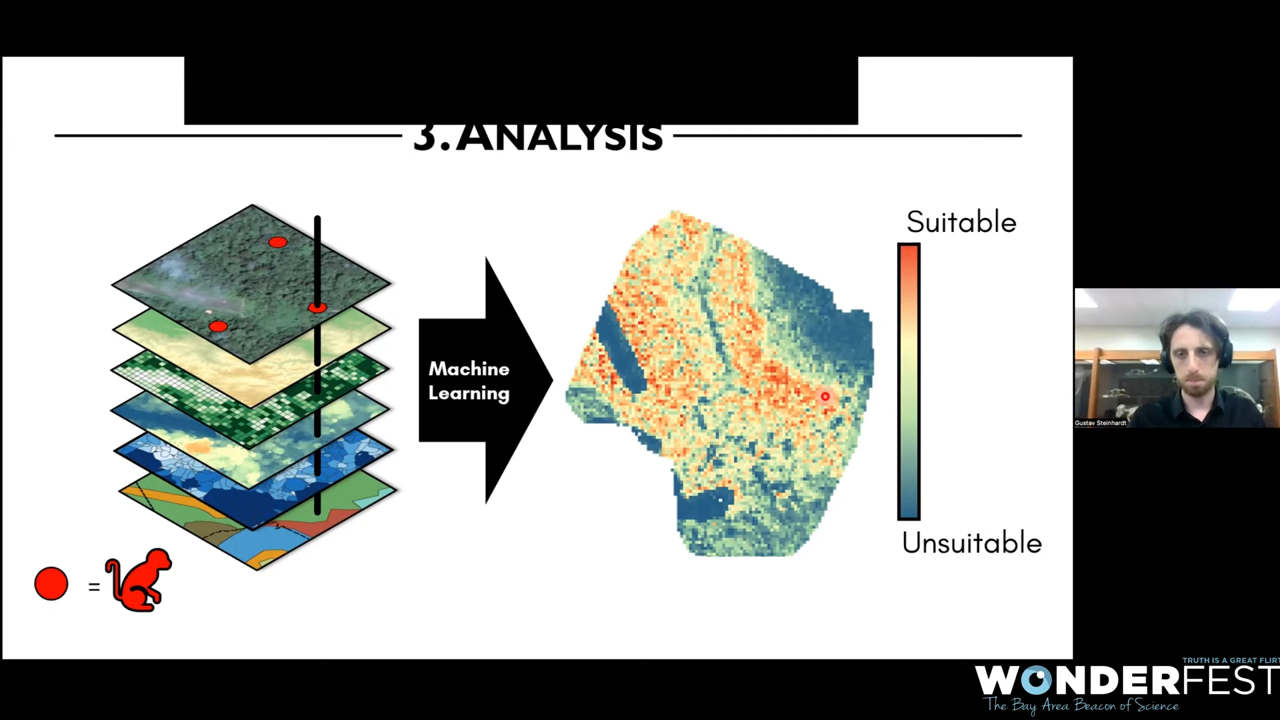 3. ANALYSIS
Suitable
Machine
Learning
Unsuitable
=
Gustav Steinhardt
TRUTH IS A GREAT FLIRT
WONDERFEST
The Bay Area Beacon of Science